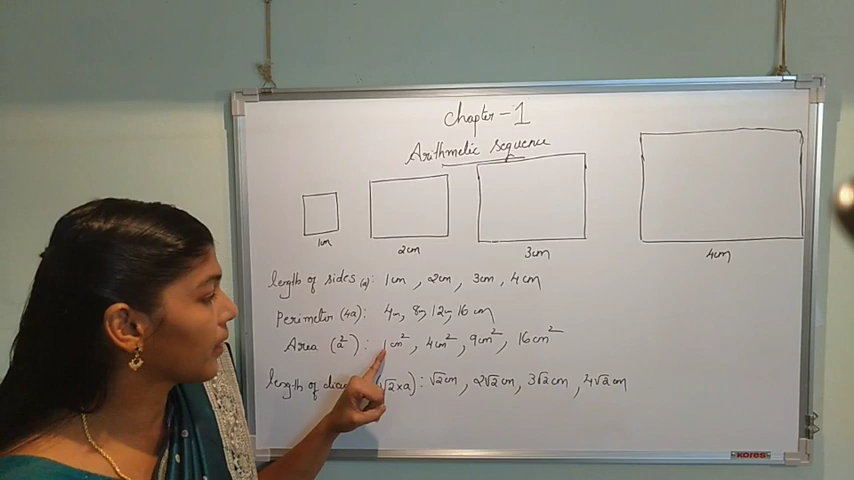 Chapter - 1
Arithmetic sequence
1cm
2cm
3cm
4cm
length of sides (a): 1cm, 2cm, 3cm, 4cm
Perimeter (4a): 4, 8, 12, 16 cm
Area (a²): 1cm², 4cm², 9cm², 16cm²
length of √2×a): √2cm, 2√2cm, 3√2cm, 4√2cm
KORES